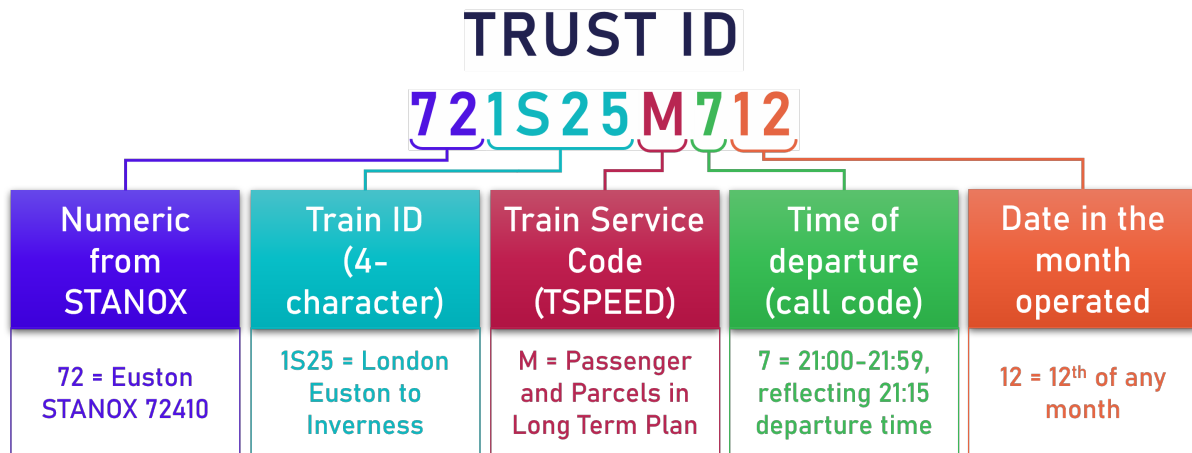 TRUST ID
721S25M712
Numeric
from
STANOX
72 = Euston
STANOX 72410
Train ID
(4-
character)
1S25 = London
Euston to
Inverness
Train Service
Code
(TSPEED)
M = Passenger
and Parcels in
Long Term Plan
Time of
departure
(call code)
7 = 21:00-21:59,
reflecting 21:15
departure time
Date in the
month
operated
12 = 12th of any
month